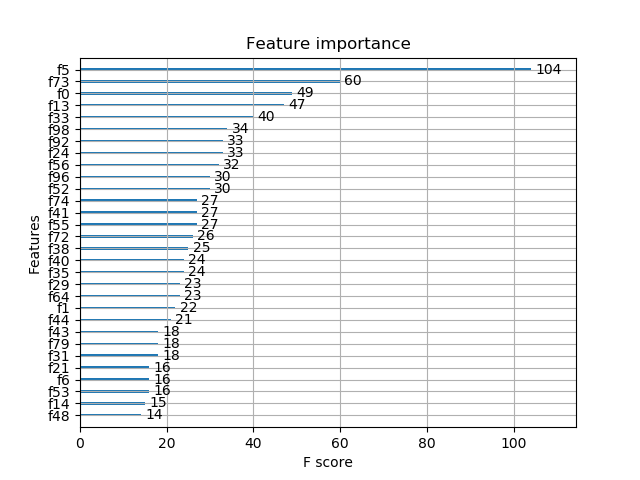 Feature importance
f5 104
f73 60
f0 49
f13 47
f33 40
f98 34
f92 33
f24 33
f56 32
f96 30
f52 30
f74 27
f41 27
f55 27
f72 26
f38 25
f40 24
f35 24
f29 23
f64 23
f1 22
f44 21
f43 18
f79 18
f31 18
f21 16
f6 16
f53 16
f14 15
f48 14
Features
0 20 40 60 80 100
F score